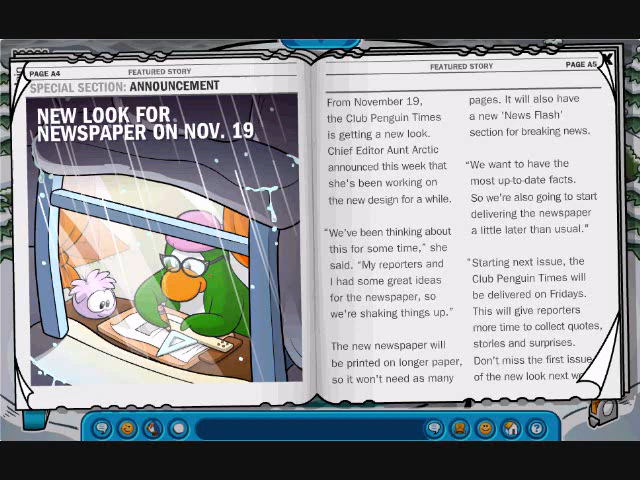 PAGE A4
FEATURED STORY
SPECIAL SECTION: ANNOUNCEMENT
NEW LOOK FOR
NEWSPAPER ON NOV. 19
FEATURED STORY
PAGE A5
X
From November 19,
the Club Penguin Times
is getting a new look.
Chief Editor Aunt Arctic
announced this week that
she's been working on
the new design for a while.
"We've been thinking about
this for some time," she
said. "My reporters and
I had some great ideas
for the newspaper, so
we're shaking things up."
The new newspaper will
be printed on longer paper,
so it won't need as many
pages. It will also have
a new 'News Flash'
section for breaking news.
"We want to have the
most up-to-date facts.
So we're also going to start
delivering the newspaper
a little later than usual."
"Starting next issue, the
Club Penguin Times will
be delivered on Fridays.
This will give reporters
more time to collect quotes,
stories and surprises.
Don't miss the first issue
of the new look next
?